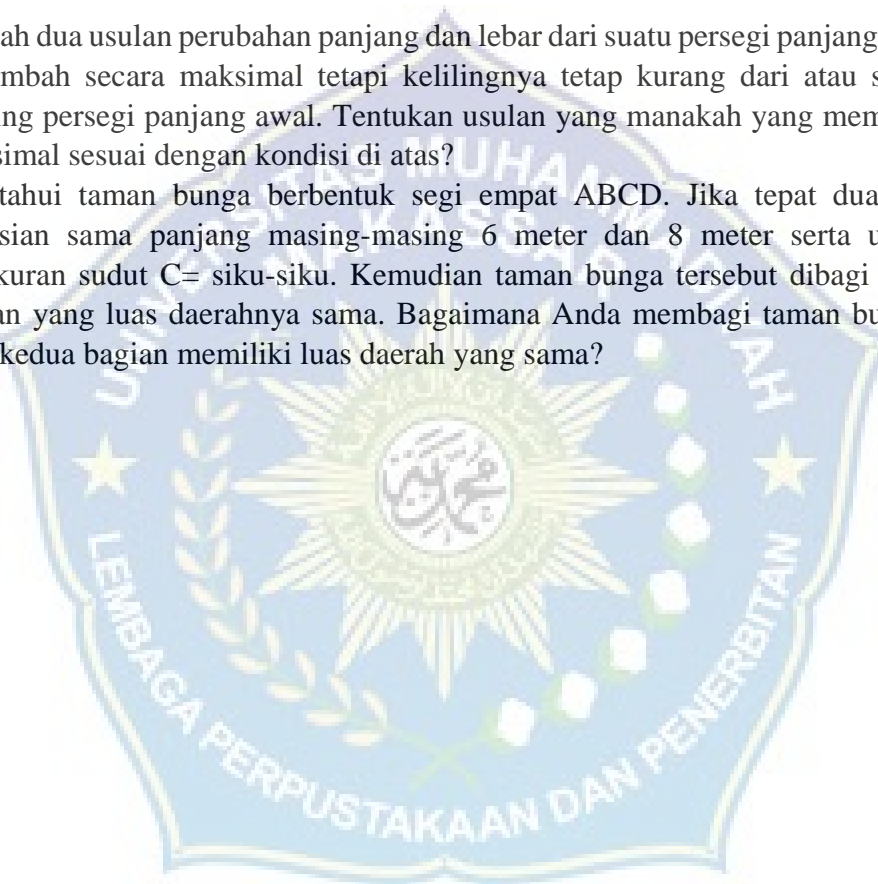 ah dua usulan perubahan panjang dan lebar dari suatu persegi panjang
mbah secara maksimal tetapi kelilingnya tetap kurang dari atau s
ng persegi panjang awal. Tentukan usulan yang manakah yang mem
simal sesuai dengan kondisi di atas?
tahui taman bunga berbentuk segi empat ABCD. Jika tepat dua
sian sama panjang masing-masing 6 meter dan 8 meter serta u
kuran sudut C= siku-siku. Kemudian taman bunga tersebut dibagi
an yang luas daerahnya sama. Bagaimana Anda membagi taman bu
kedua bagian memiliki luas daerah yang sama?
UNIVERSITAS MUHAMMADIYAH
MAKASSAR
LEMBAGA PERPUSTAKAAN DAN PENERBITAN